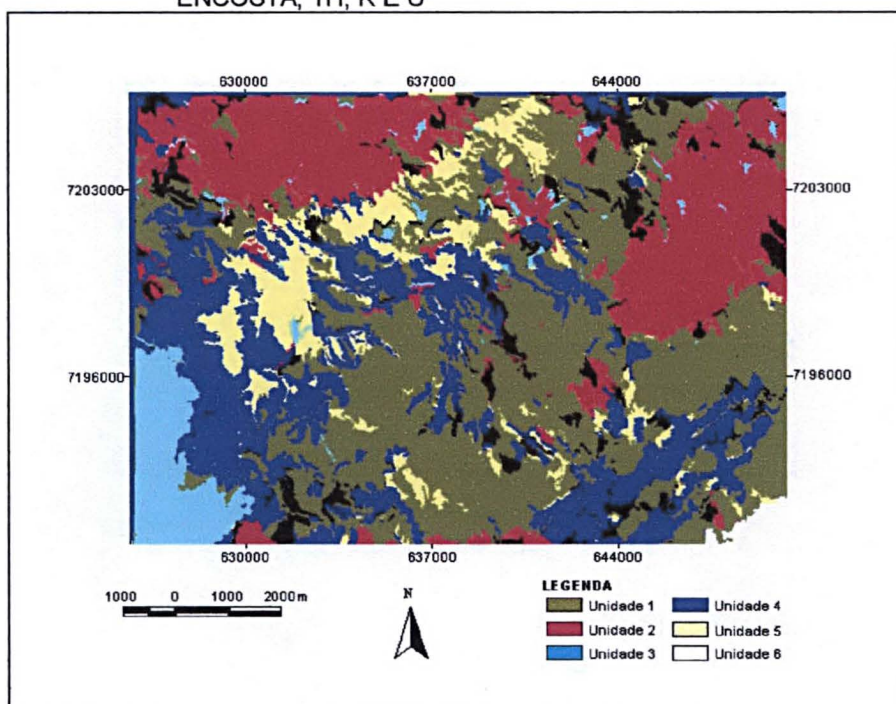 ENCOSTA, TH, K E U
630000 637000 644000
7203000 7203000
7196000 7196000
630000 637000 644000
1000 0 1000 2000 m
N
LEGENDA
Unidade 1 Unidade 4
Unidade 2 Unidade 5
Unidade 3 Unidade 6